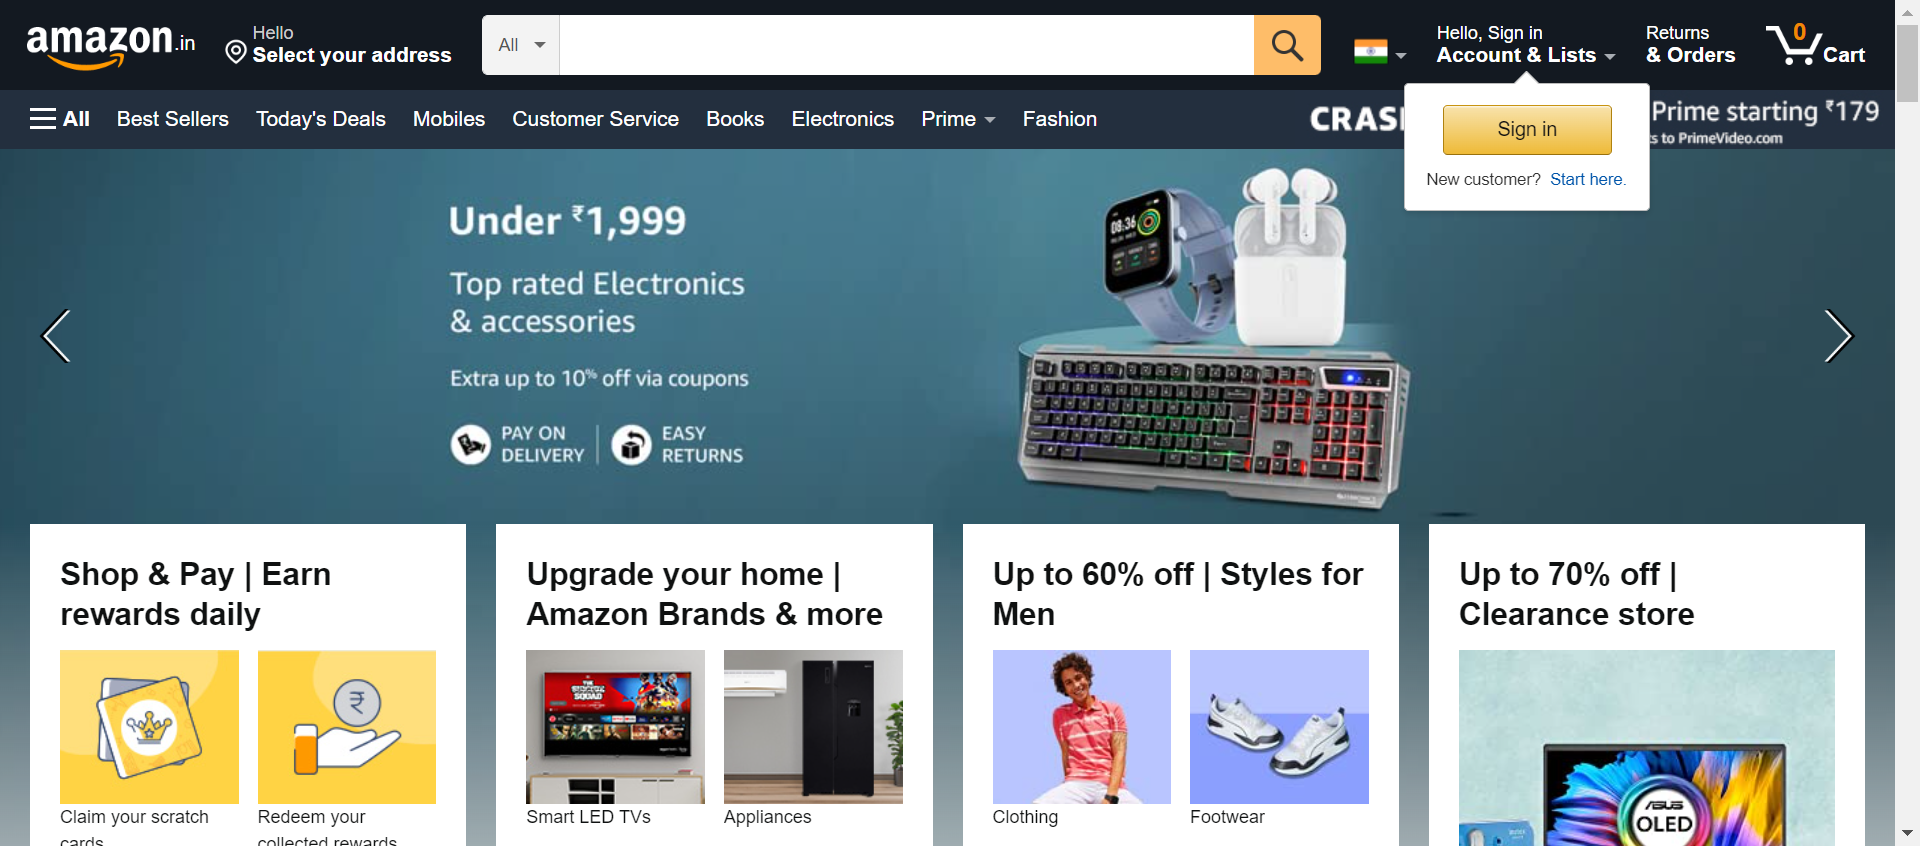 amazon.in
Hello
Select your address
All
Hello, Sign in
Account & Lists
Returns
& Orders
0
Cart
All
Best Sellers
Today's Deals
Mobiles
Customer Service
Books
Electronics
Prime
Fashion
CRAS
Prime starting ₹179
to PrimeVideo.com
Sign in
New customer? Start here.
Under ₹1,999
Top rated Electronics
& accessories
Extra up to 10% off via coupons
PAY ON
DELIVERY
EASY
RETURNS
08:36
Shop & Pay | Earn
rewards daily
Claim your scratch
cards
Redeem your
collected rewards
Upgrade your home |
Amazon Brands & more
THE
SUICIDE
SQUAD
Smart LED TVs
Appliances
Up to 60% off | Styles for
Men
Clothing
Footwear
Up to 70% off |
Clearance store
ASUS
OLED